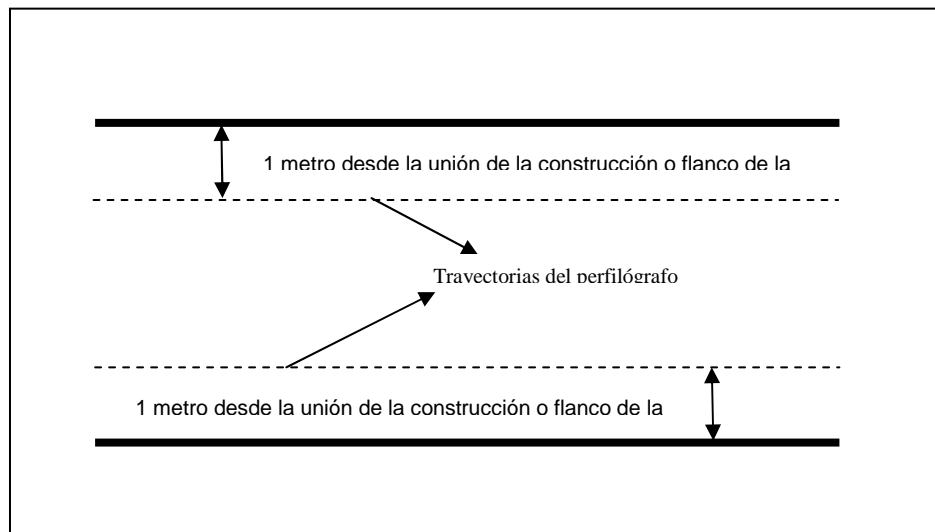 1 metro desde la unión de la construcción o flanco de la
Trayectorias del perfilógrafo
1 metro desde la unión de la construcción o flanco de la